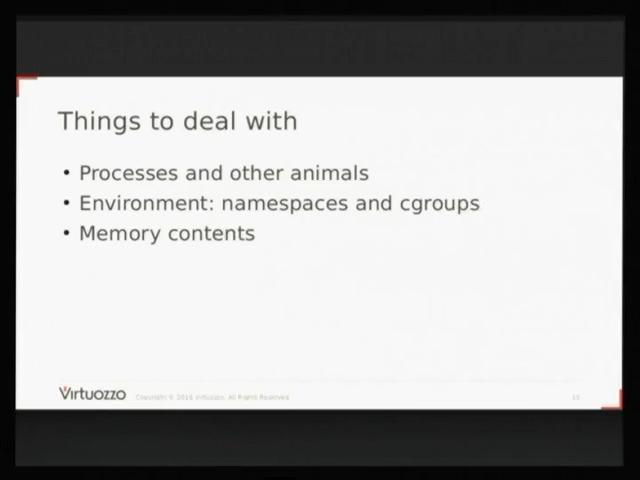 Things to deal with
• Processes and other animals
• Environment: namespaces and cgroups
• Memory contents
Virtuozzo Copyright © 2016 Virtuozzo. All Rights Reserved